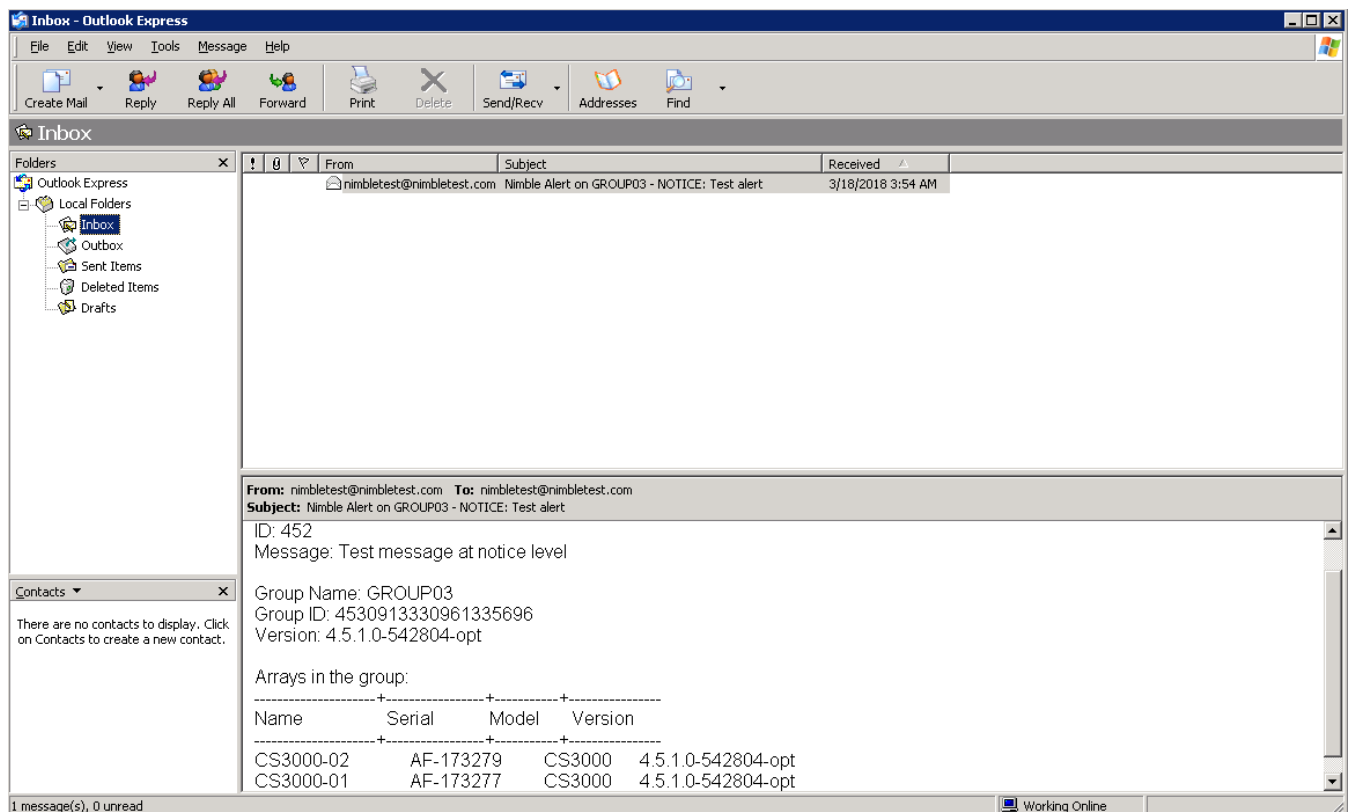 Inbox - Outlook Express
File Edit View Tools Message Help
Create Mail Reply Reply All Forward Print Delete Send/Recv Addresses Find
Inbox
Folders
Outlook Express
Local Folders
Inbox
Outbox
Sent Items
Deleted Items
Drafts
! From Subject Received
nimbletest@nimbletest.com Nimble Alert on GROUP03 - NOTICE: Test alert 3/18/2018 3:54 AM
From: nimbletest@nimbletest.com To: nimbletest@nimbletest.com
Subject: Nimble Alert on GROUP03 - NOTICE: Test alert
ID: 452
Message: Test message at notice level
Group Name: GROUP03
Group ID: 4530913330961335696
Version: 4.5.1.0-542804-opt
Arrays in the group:
---------------------+-----------------+-----------+----------------
Name Serial Model Version
---------------------+-----------------+-----------+----------------
CS3000-02 AF-173279 CS3000 4.5.1.0-542804-opt
CS3000-01 AF-173277 CS3000 4.5.1.0-542804-opt
Contacts
There are no contacts to display. Click
on Contacts to create a new contact.
1 message(s), 0 unread
Working Online